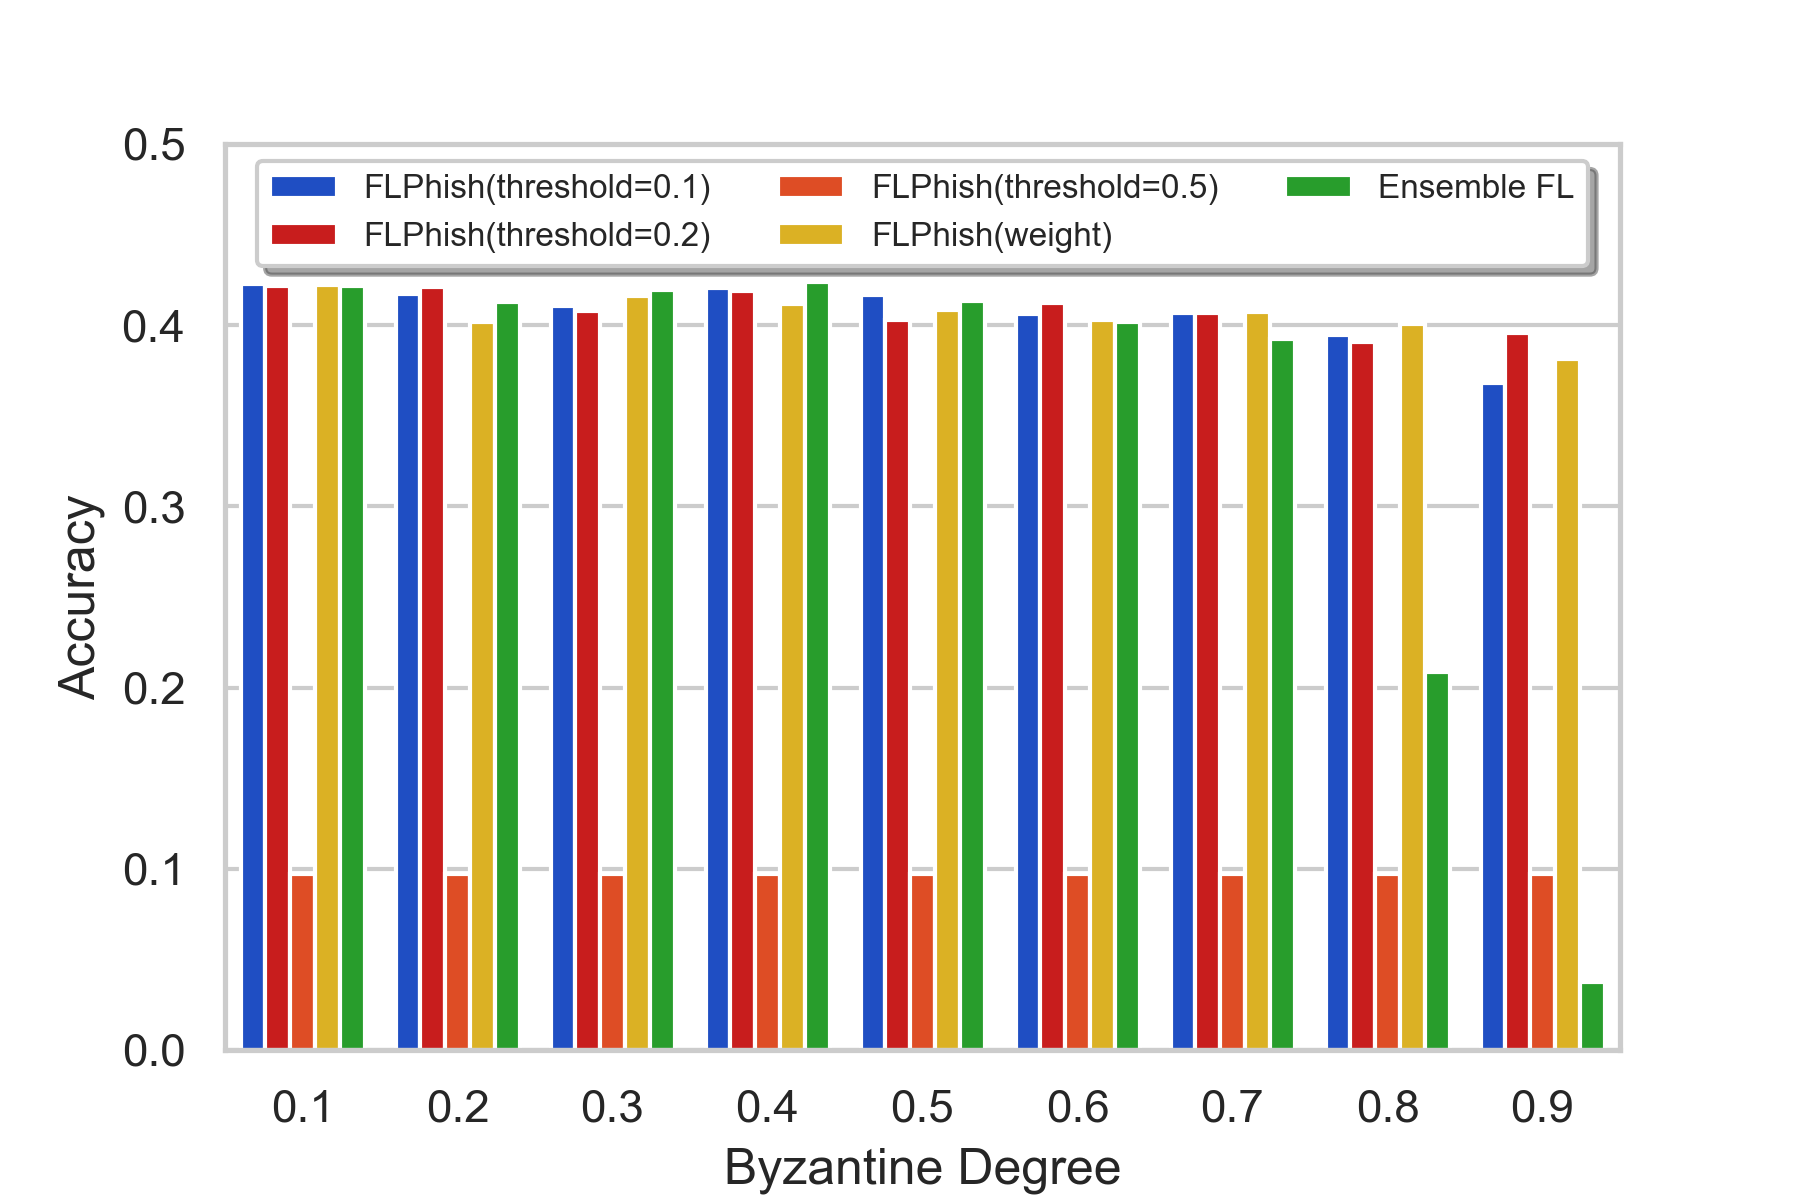 0.5
0.4
0.3
0.2
0.1
0.0
Accuracy
FLPhish(threshold=0.1)
FLPhish(threshold=0.2)
FLPhish(threshold=0.5)
FLPhish(weight)
Ensemble FL
0.1 0.2 0.3 0.4 0.5 0.6 0.7 0.8 0.9
Byzantine Degree